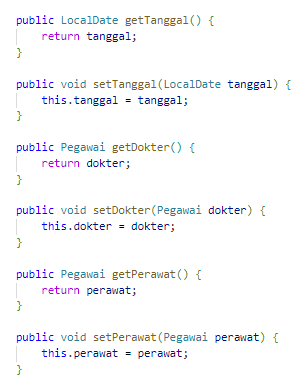 public LocalDate getTanggal() {
    return tanggal;
}

public void setTanggal(LocalDate tanggal) {
    this.tanggal = tanggal;
}

public Pegawai getDokter() {
    return dokter;
}

public void setDokter(Pegawai dokter) {
    this.dokter = dokter;
}

public Pegawai getPerawat() {
    return perawat;
}

public void setPerawat(Pegawai perawat) {
    this.perawat = perawat;
}